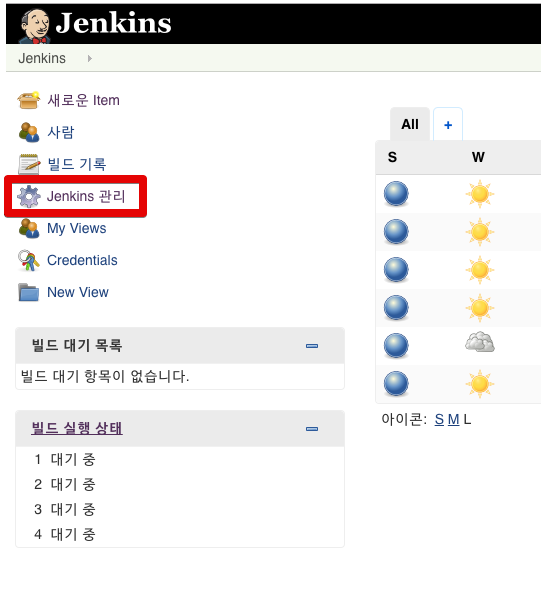 Jenkins
Jenkins
새로운 Item
사람
빌드 기록
Jenkins 관리
My Views
Credentials
New View
빌드 대기 목록
빌드 대기 항목이 없습니다.
빌드 실행 상태
1 대기 중
2 대기 중
3 대기 중
4 대기 중
All +
S W
아이콘: S M L